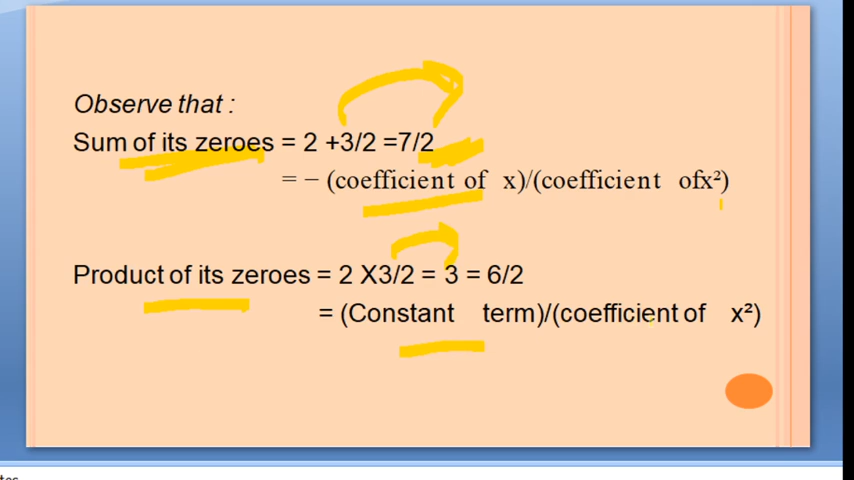 Observe that :
Sum of its zeroes = 2 +3/2 =7/2
= − (coefficient of x)/(coefficient ofx²)
Product of its zeroes = 2 X3/2 = 3 = 6/2
= (Constant term)/(coefficient of x²)